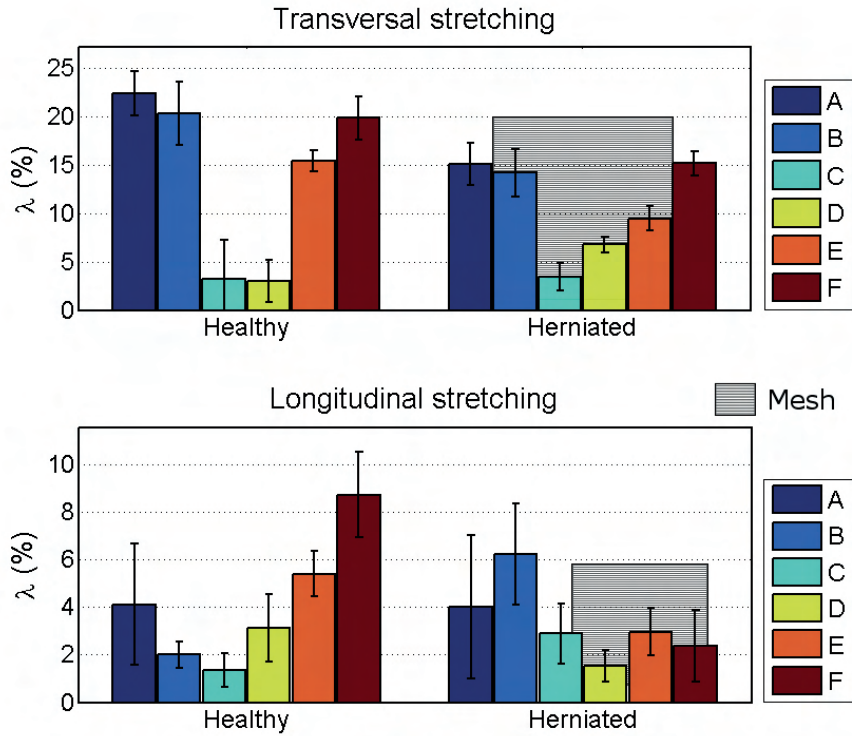 Transversal stretching
λ (%)
25
20
15
10
5
0
Healthy
Herniated
A
B
C
D
E
F
Longitudinal stretching
Mesh
λ (%)
10
8
6
4
2
0
Healthy
Herniated
A
B
C
D
E
F